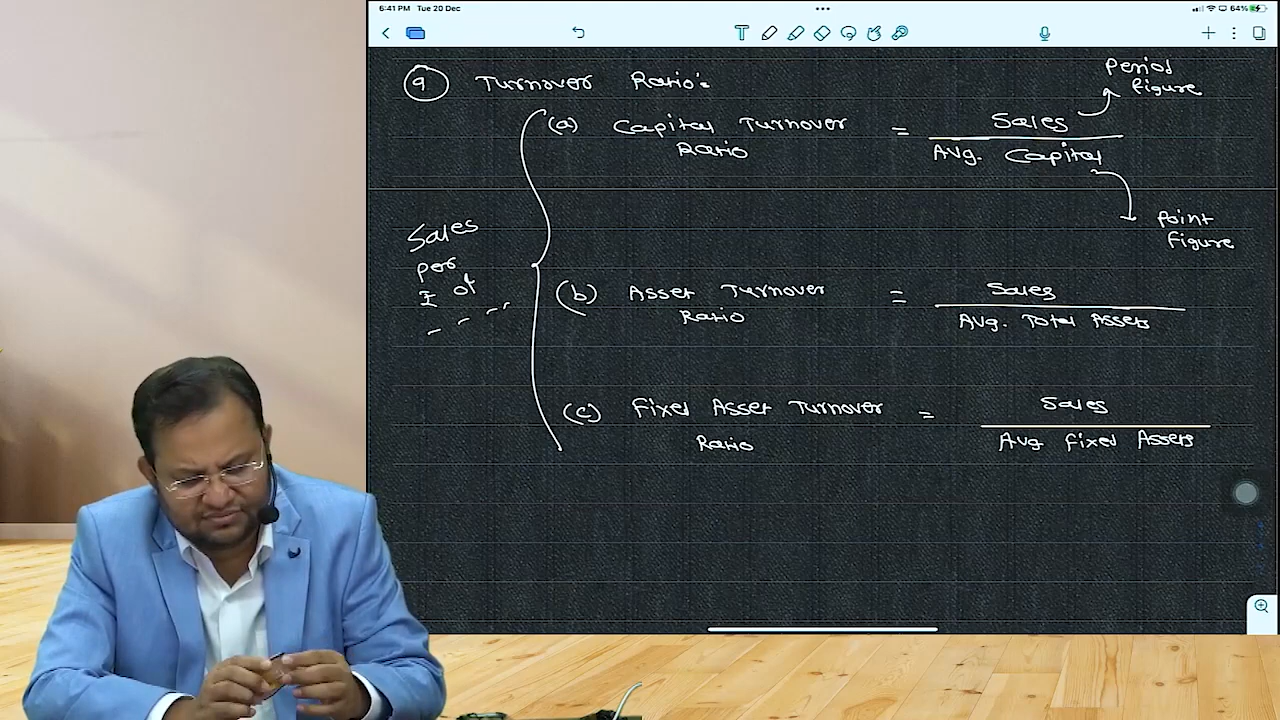 6:41 PM Tue 20 Dec
64%
9 Turnover Ratio's
Period
Figure
(a) Capital Turnover = Sales
Ratio Avg. Capital
Point
Figure
Sales
per
₹ of
(b) Asset Turnover = Sales
Ratio Avg. Total Assets
(c) Fixed Asset Turnover = Sales
Ratio Avg Fixed Assets